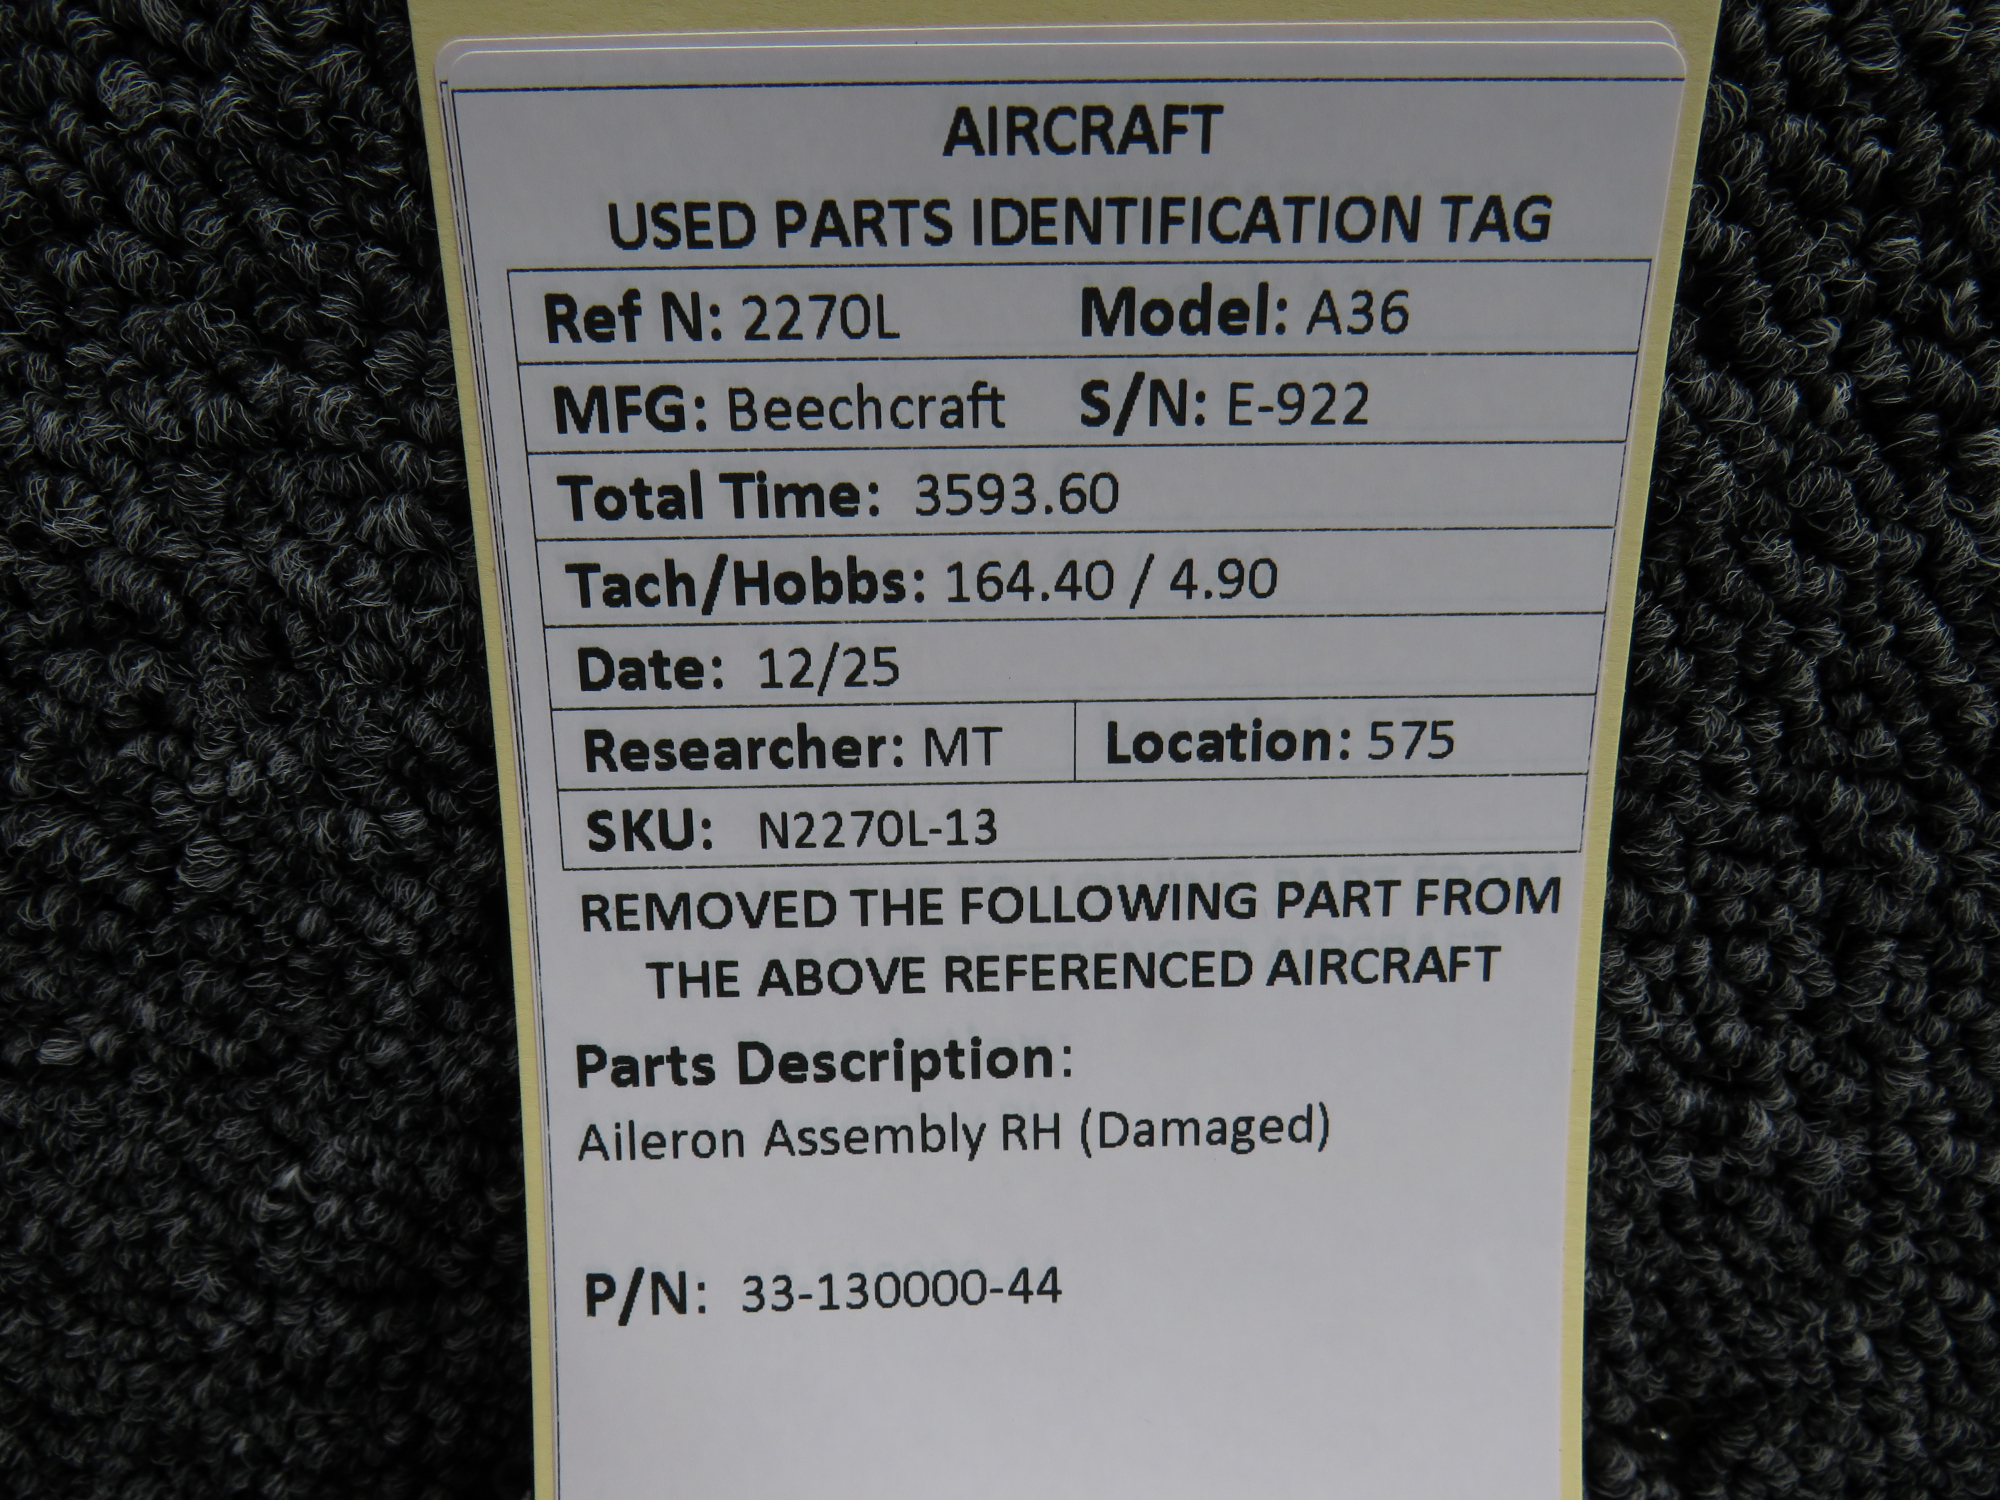 AIRCRAFT
USED PARTS IDENTIFICATION TAG
Ref N: 2270L Model: A36
MFG: Beechcraft S/N: E-922
Total Time: 3593.60
Tach/Hobbs: 164.40 / 4.90
Date: 12/25
Researcher: MT Location: 575
SKU: N2270L-13
REMOVED THE FOLLOWING PART FROM
THE ABOVE REFERENCED AIRCRAFT
Parts Description:
Aileron Assembly RH (Damaged)
P/N: 33-130000-44